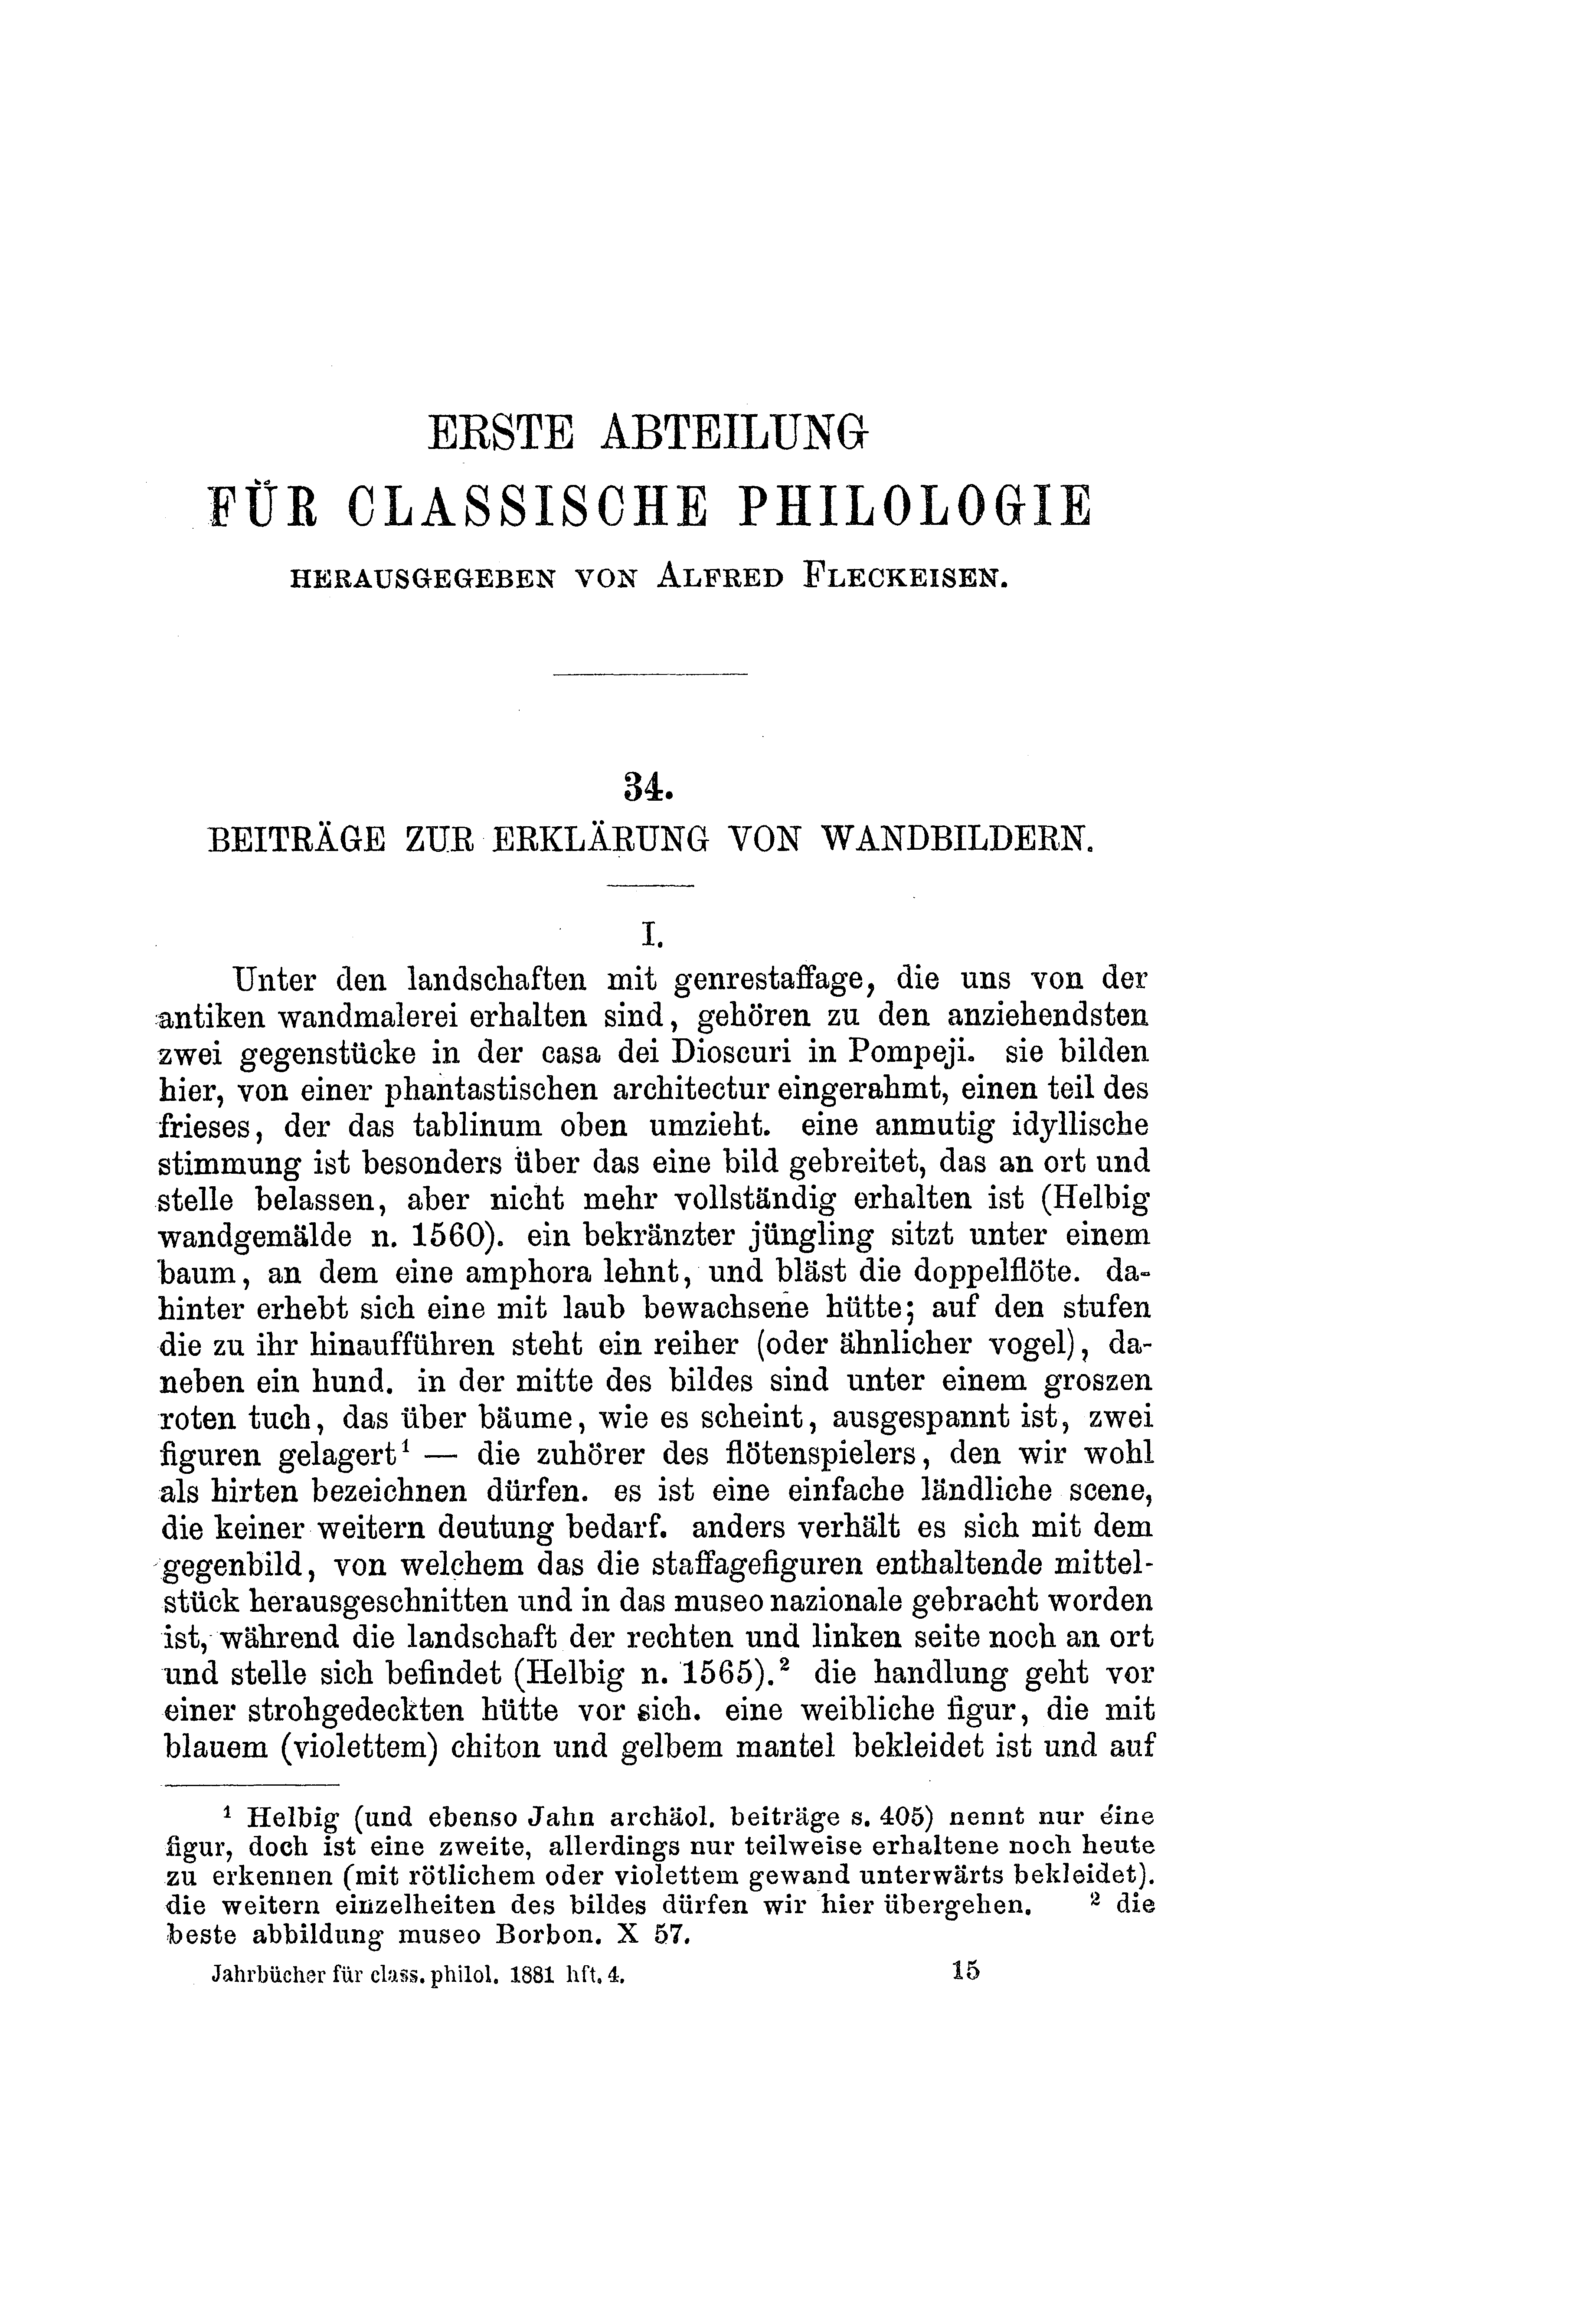 ERSTE ABTEILUNG
FÜR CLASSISCHE PHILOLOGIE
HERAUSGEGEBEN VON ALFRED FLECKEISEN.
34.
BEITRÄGE ZUR ERKLÄRUNG VON WANDBILDERN.
I.
Unter den landschaften mit genrestaffage, die uns von der
antiken wandmalerei erhalten sind, gehören zu den anziehendsten
zwei gegenstücke in der casa dei Dioscuri in Pompeji. sie bilden
hier, von einer phantastischen architectur eingerahmt, einen teil des
frieses, der das tablinum oben umzieht. eine anmutig idyllische
stimmung ist besonders über das eine bild gebreitet, das an ort und
stelle belassen, aber nicht mehr vollständig erhalten ist (Helbig
wandgemälde n. 1560). ein bekränzter jüngling sitzt unter einem
baum, an dem eine amphora lehnt, und bläst die doppelflöte. da-
hinter erhebt sich eine mit laub bewachsene hütte; auf den stufen
die zu ihr hinaufführen steht ein reiher (oder ähnlicher vogel), da-
neben ein hund. in der mitte des bildes sind unter einem groszen
roten tuch, das über bäume, wie es scheint, ausgespannt ist, zwei
figuren gelagert¹ — die zuhörer des flötenspielers, den wir wohl
als hirten bezeichnen dürfen. es ist eine einfache ländliche scene,
die keiner weitern deutung bedarf. anders verhält es sich mit dem
gegenbild, von welchem das die staffagefiguren enthaltende mittel-
stück herausgeschnitten und in das museo nazionale gebracht worden
ist, während die landschaft der rechten und linken seite noch an ort
und stelle sich befindet (Helbig n. 1565).² die handlung geht vor
einer strohgedeckten hütte vor sich. eine weibliche figur, die mit
blauem (violettem) chiton und gelbem mantel bekleidet ist und auf
¹ Helbig (und ebenso Jahn archäol. beiträge s. 405) nennt nur éine
figur, doch ist eine zweite, allerdings nur teilweise erhaltene noch heute
zu erkennen (mit rötlichem oder violettem gewand unterwärts bekleidet).
die weitern einzelheiten des bildes dürfen wir hier übergehen. ² die
beste abbildung museo Borbon. X 57.
Jahrbücher für class. philol. 1881 hft. 4. 15